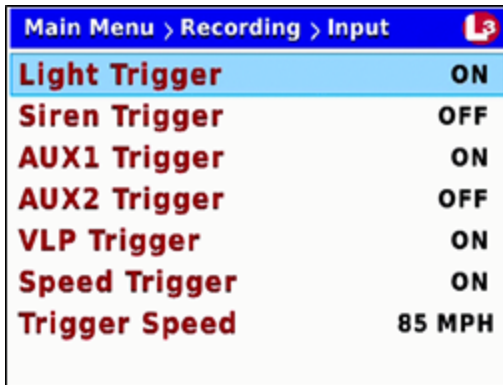 Main Menu > Recording > Input L3
Light Trigger ON
Siren Trigger OFF
AUX1 Trigger ON
AUX2 Trigger OFF
VLP Trigger ON
Speed Trigger ON
Trigger Speed 85 MPH